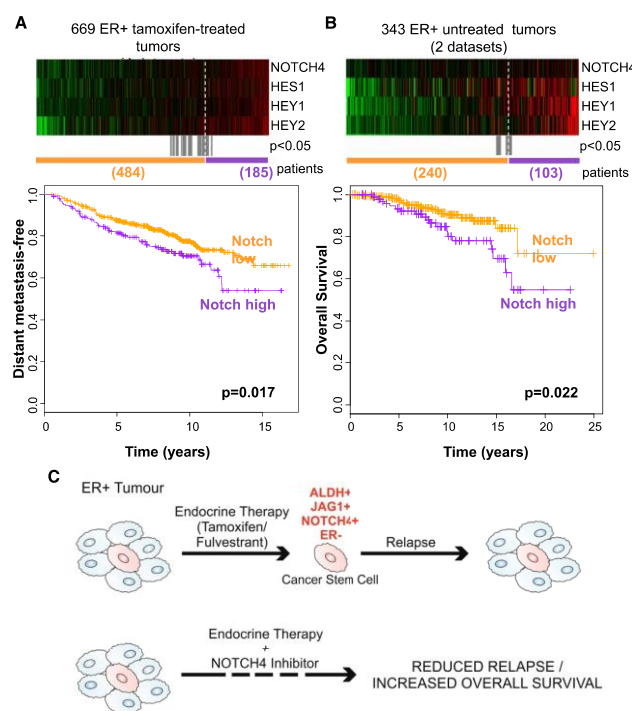 A
669 ER+ tamoxifen-treated
tumors
NOTCH4
HES1
HEY1
HEY2
p<0.05
patients
(484)
(185)
Distant metastasis-free
0.0
0.2
0.4
0.6
0.8
1.0
Notch
low
Notch high
p=0.017
0
5
10
15
Time (years)
B
343 ER+ untreated tumors
(2 datasets)
NOTCH4
HES1
HEY1
HEY2
p<0.05
patients
(240)
(103)
Overall Survival
0.0
0.2
0.4
0.6
0.8
1.0
Notch
low
Notch high
p=0.022
0
5
10
15
20
25
Time (years)
C
ER+ Tumour
Endocrine Therapy
(Tamoxifen/
Fulvestrant)
ALDH+
JAG1+
NOTCH4+
ER-
Cancer Stem Cell
Relapse
Endocrine Therapy
+
NOTCH4 Inhibitor
REDUCED RELAPSE /
INCREASED OVERALL SURVIVAL